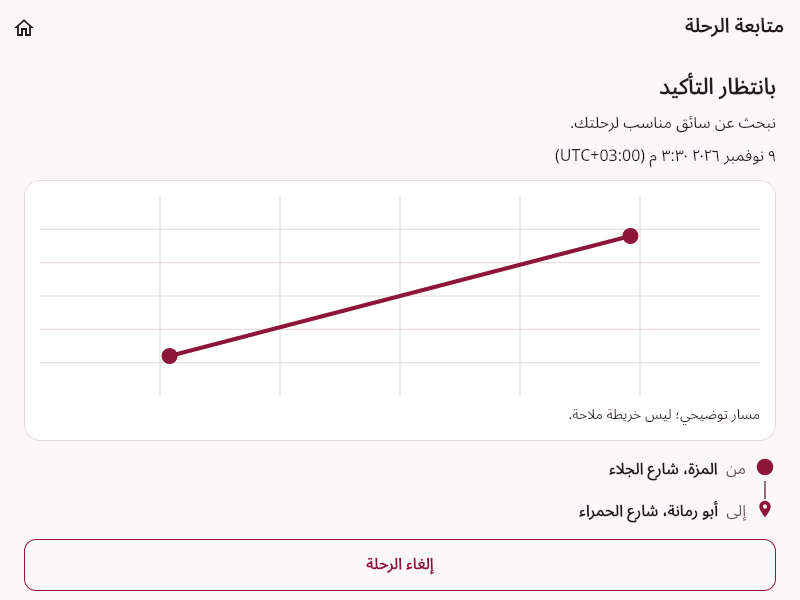 متابعة الرحلة
بانتظار التأكيد
نبحث عن سائق مناسب لرحلتك.
٩ نوفمبر ٢٠٢٦ ٣:٣٠ م (UTC+03:00)
مسار توضيحي؛ ليس خريطة ملاحة.
من المزة، شارع الجلاء
إلى أبو رمانة، شارع الحمراء
إلغاء الرحلة